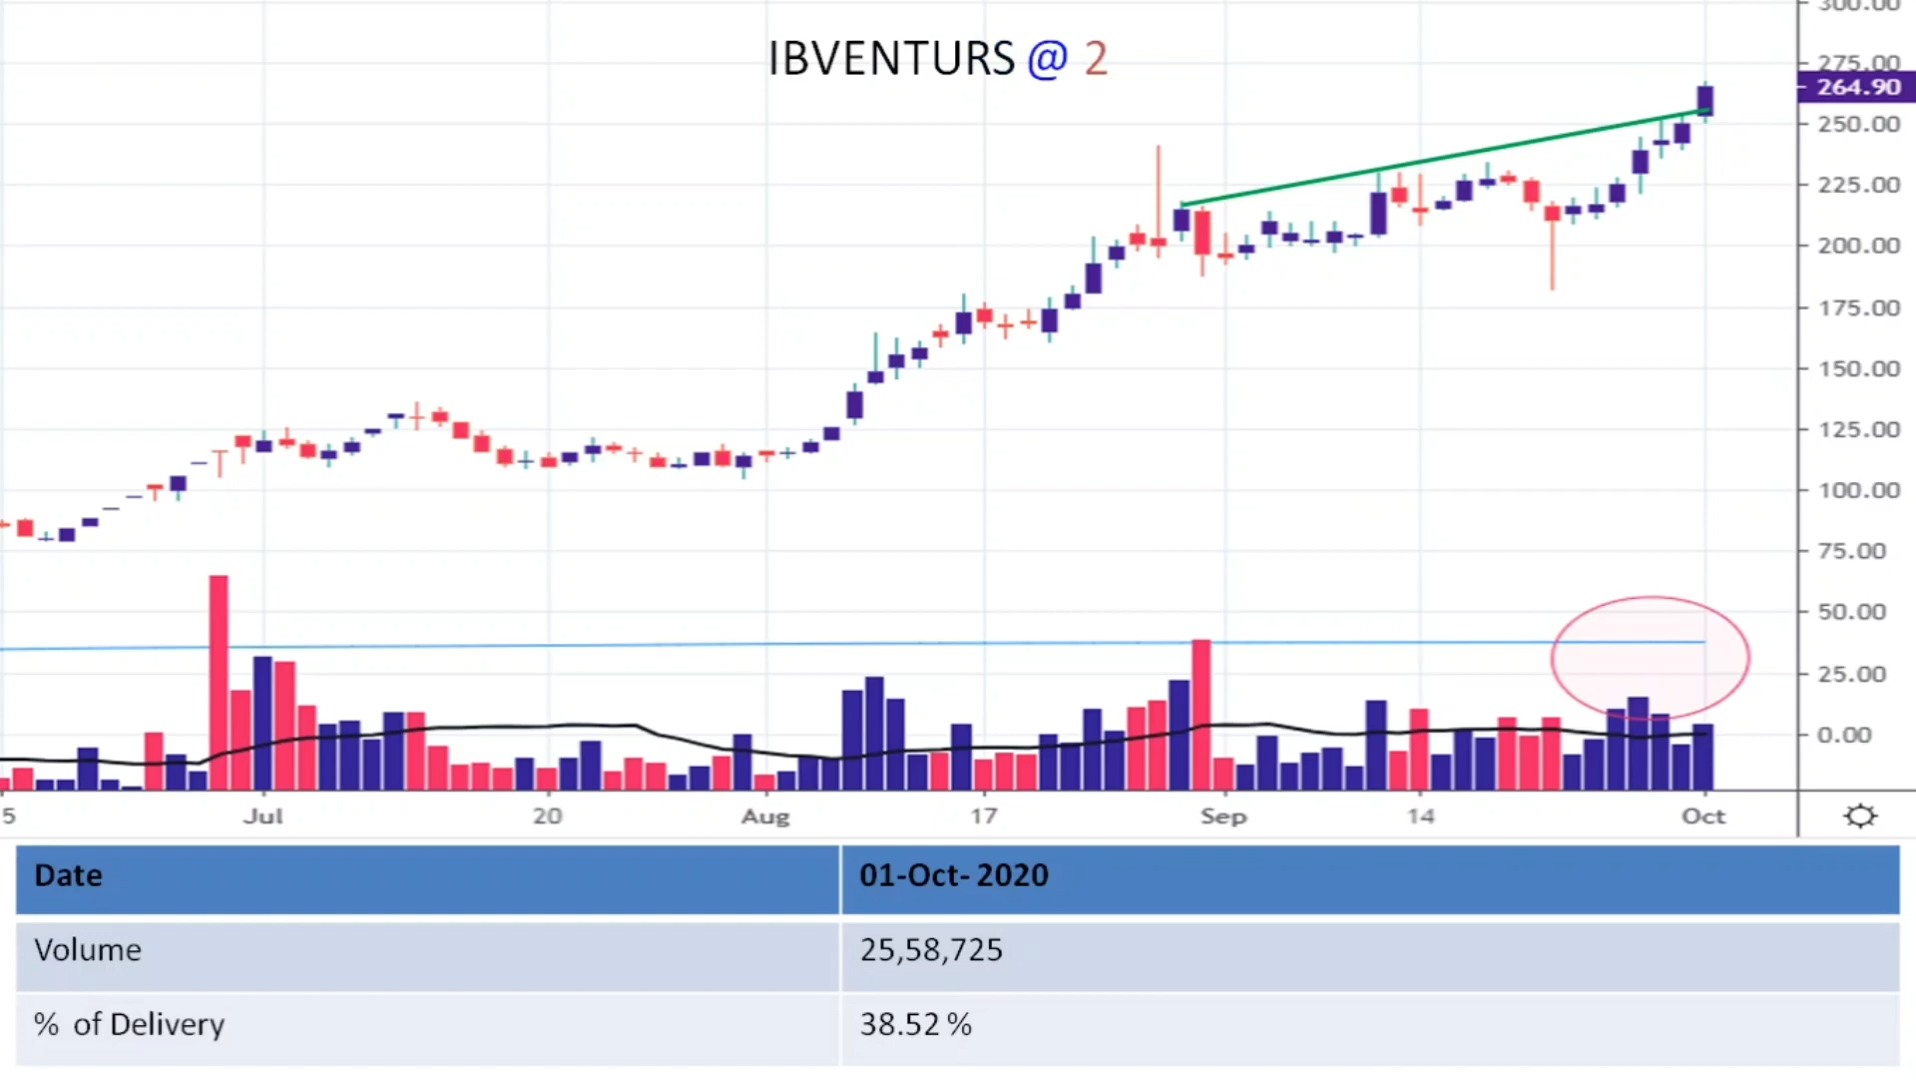 IBVENTURS @ 2
300.00
275.00
264.90
250.00
225.00
200.00
175.00
150.00
125.00
100.00
75.00
50.00
25.00
0.00
5 Jul 20 Aug 17 Sep 14 Oct
Date 01-Oct- 2020
Volume 25,58,725
% of Delivery 38.52 %